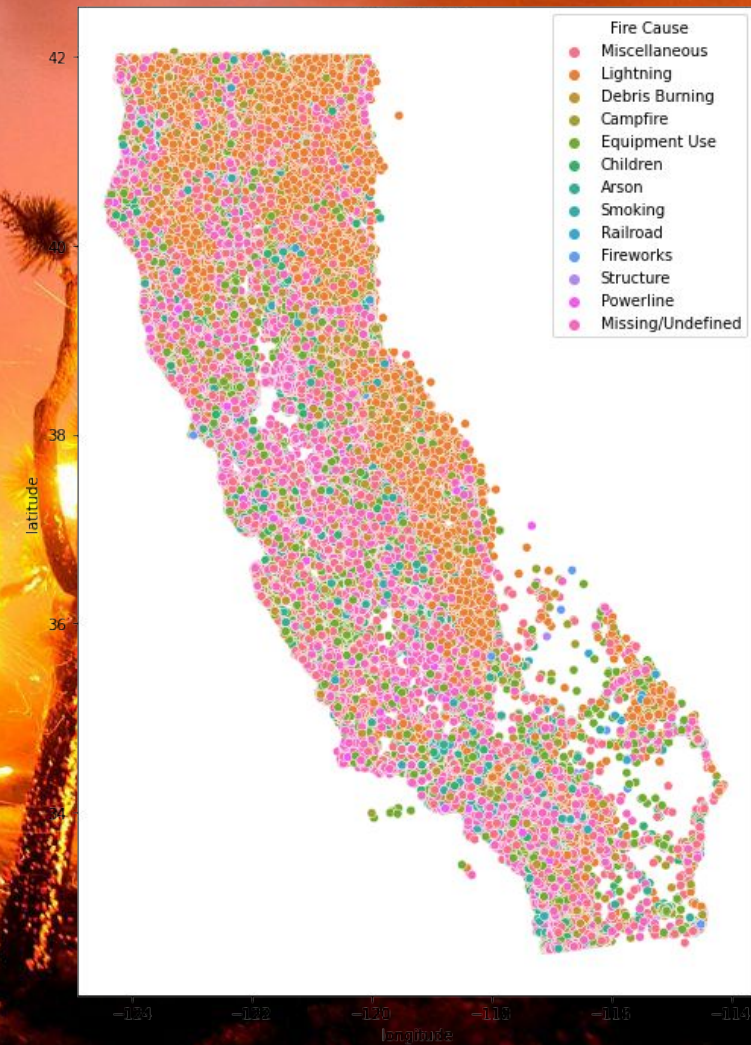 Fire Cause
Miscellaneous
Lightning
Debris Burning
Campfire
Equipment Use
Children
Arson
Smoking
Railroad
Fireworks
Structure
Powerline
Missing/Undefined
42
40
38
36
34
latitude
−124 −122 −120 −118 −116 −114
longitude